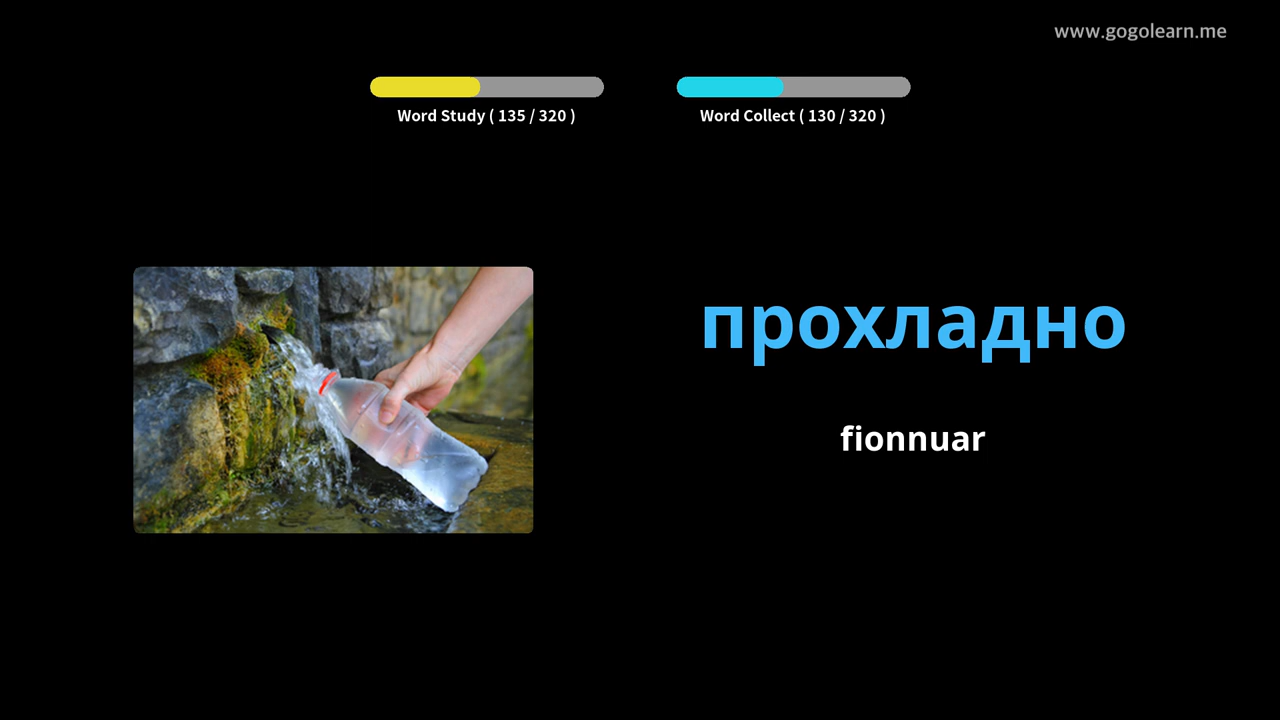 www.gogolearn.me
Word Study ( 135 / 320 )
Word Collect ( 130 / 320 )
прохладно
fionnuar